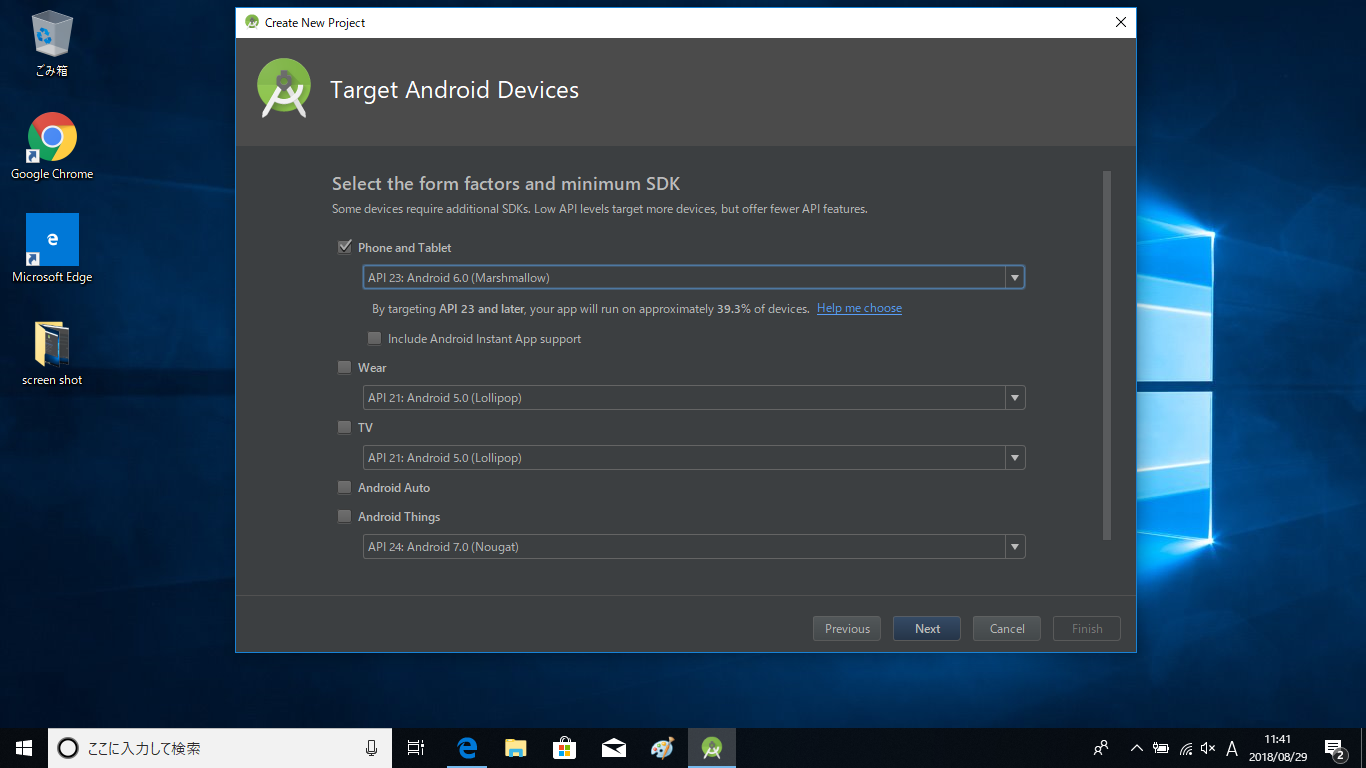 Create New Project
ごみ箱
Target Android Devices
Google Chrome
Select the form factors and minimum SDK
Some devices require additional SDKs. Low API levels target more devices, but offer fewer API features.
Phone and Tablet
Microsoft Edge
API 23: Android 6.0 (Marshmallow)
By targeting API 23 and later, your app will run on approximately 39.3% of devices. Help me choose
Include Android Instant App support
Wear
screen shot
API 21: Android 5.0 (Lollipop)
TV
API 21: Android 5.0 (Lollipop)
Android Auto
Android Things
API 24: Android 7.0 (Nougat)
Previous
Next
Cancel
Finish
ここに入力して検索
A
11:41
2018/08/29
2